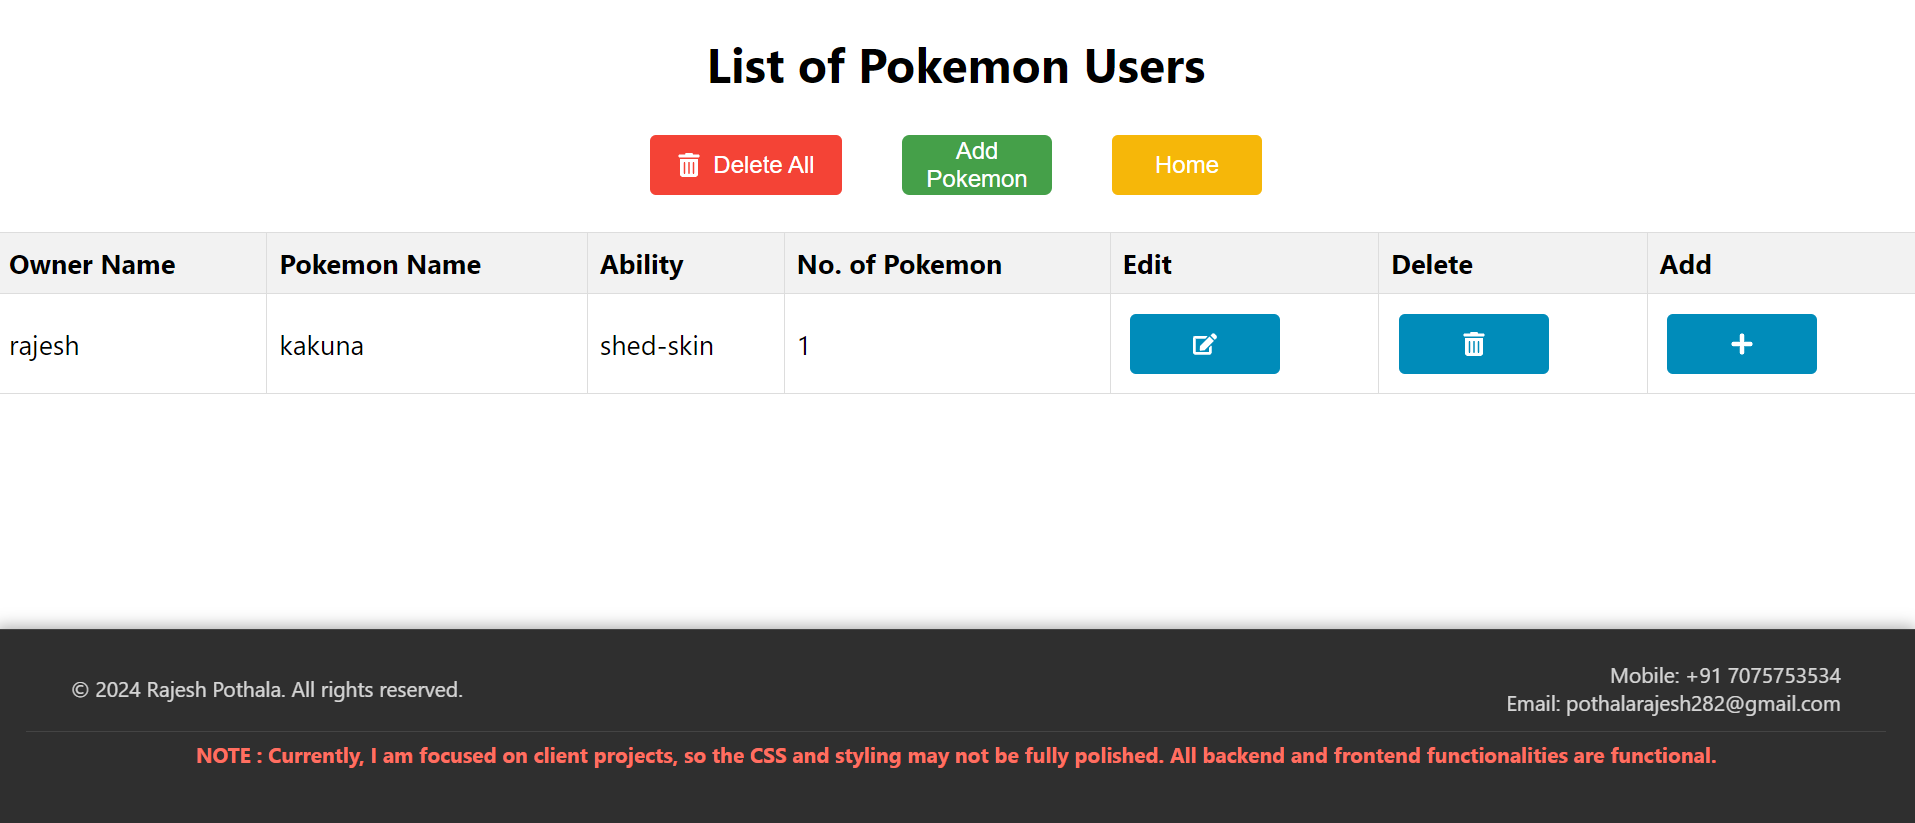 List of Pokemon Users
Delete All
Add
Pokemon
Home
Owner Name Pokemon Name Ability No. of Pokemon Edit Delete Add
rajesh kakuna shed-skin 1
© 2024 Rajesh Pothala. All rights reserved.
Mobile: +91 7075753534
Email: pothalarajesh282@gmail.com
NOTE : Currently, I am focused on client projects, so the CSS and styling may not be fully polished. All backend and frontend functionalities are functional.